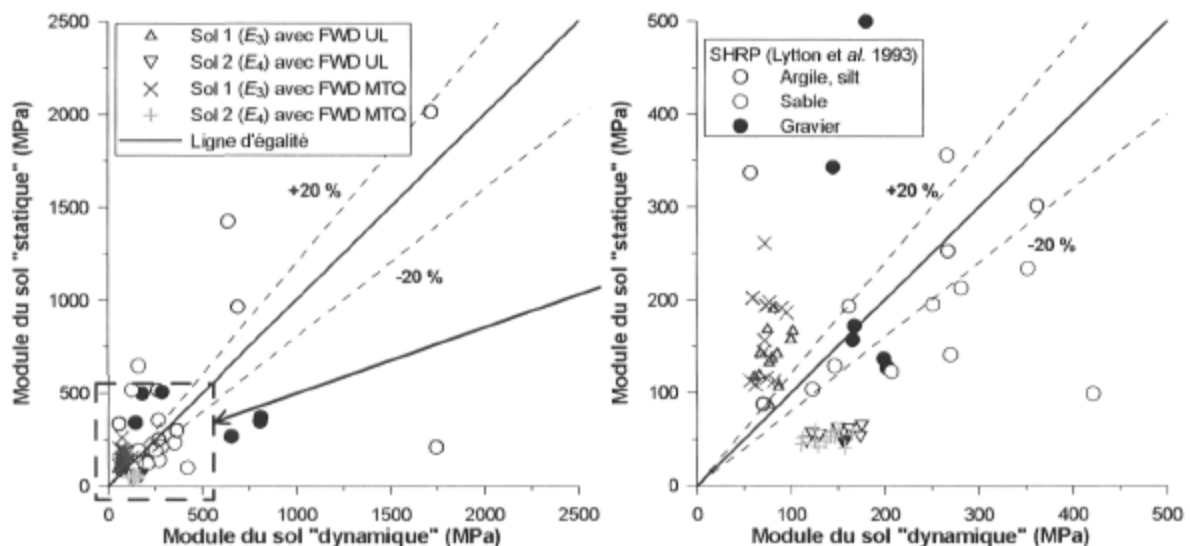 2500
2000
1500
1000
500
0
Module du sol "statique" (MPa)
Sol 1 (E3) avec FWD UL
Sol 2 (E4) avec FWD UL
Sol 1 (E3) avec FWD MTQ
Sol 2 (E4) avec FWD MTQ
Ligne d'égalité
+20 %
-20 %
0 500 1000 1500 2000 2500
Module du sol "dynamique" (MPa)
500
400
300
200
100
0
Module du sol "statique" (MPa)
SHRP (Lytton et al. 1993)
Argile, silt
Sable
Gravier
+20 %
-20 %
0 100 200 300 400 500
Module du sol "dynamique" (MPa)